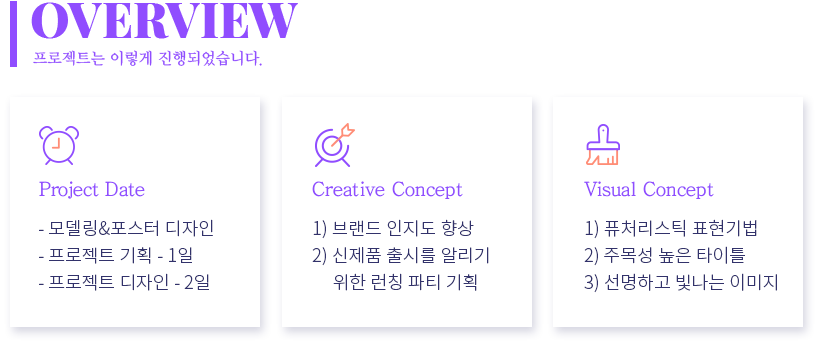 OVERVIEW
프로젝트는 이렇게 진행되었습니다.
Project Date
- 모델링&포스터 디자인
- 프로젝트 기획 - 1일
- 프로젝트 디자인 - 2일
Creative Concept
1) 브랜드 인지도 향상
2) 신제품 출시를 알리기
위한 런칭 파티 기획
Visual Concept
1) 퓨처리스틱 표현기법
2) 주목성 높은 타이틀
3) 선명하고 빛나는 이미지